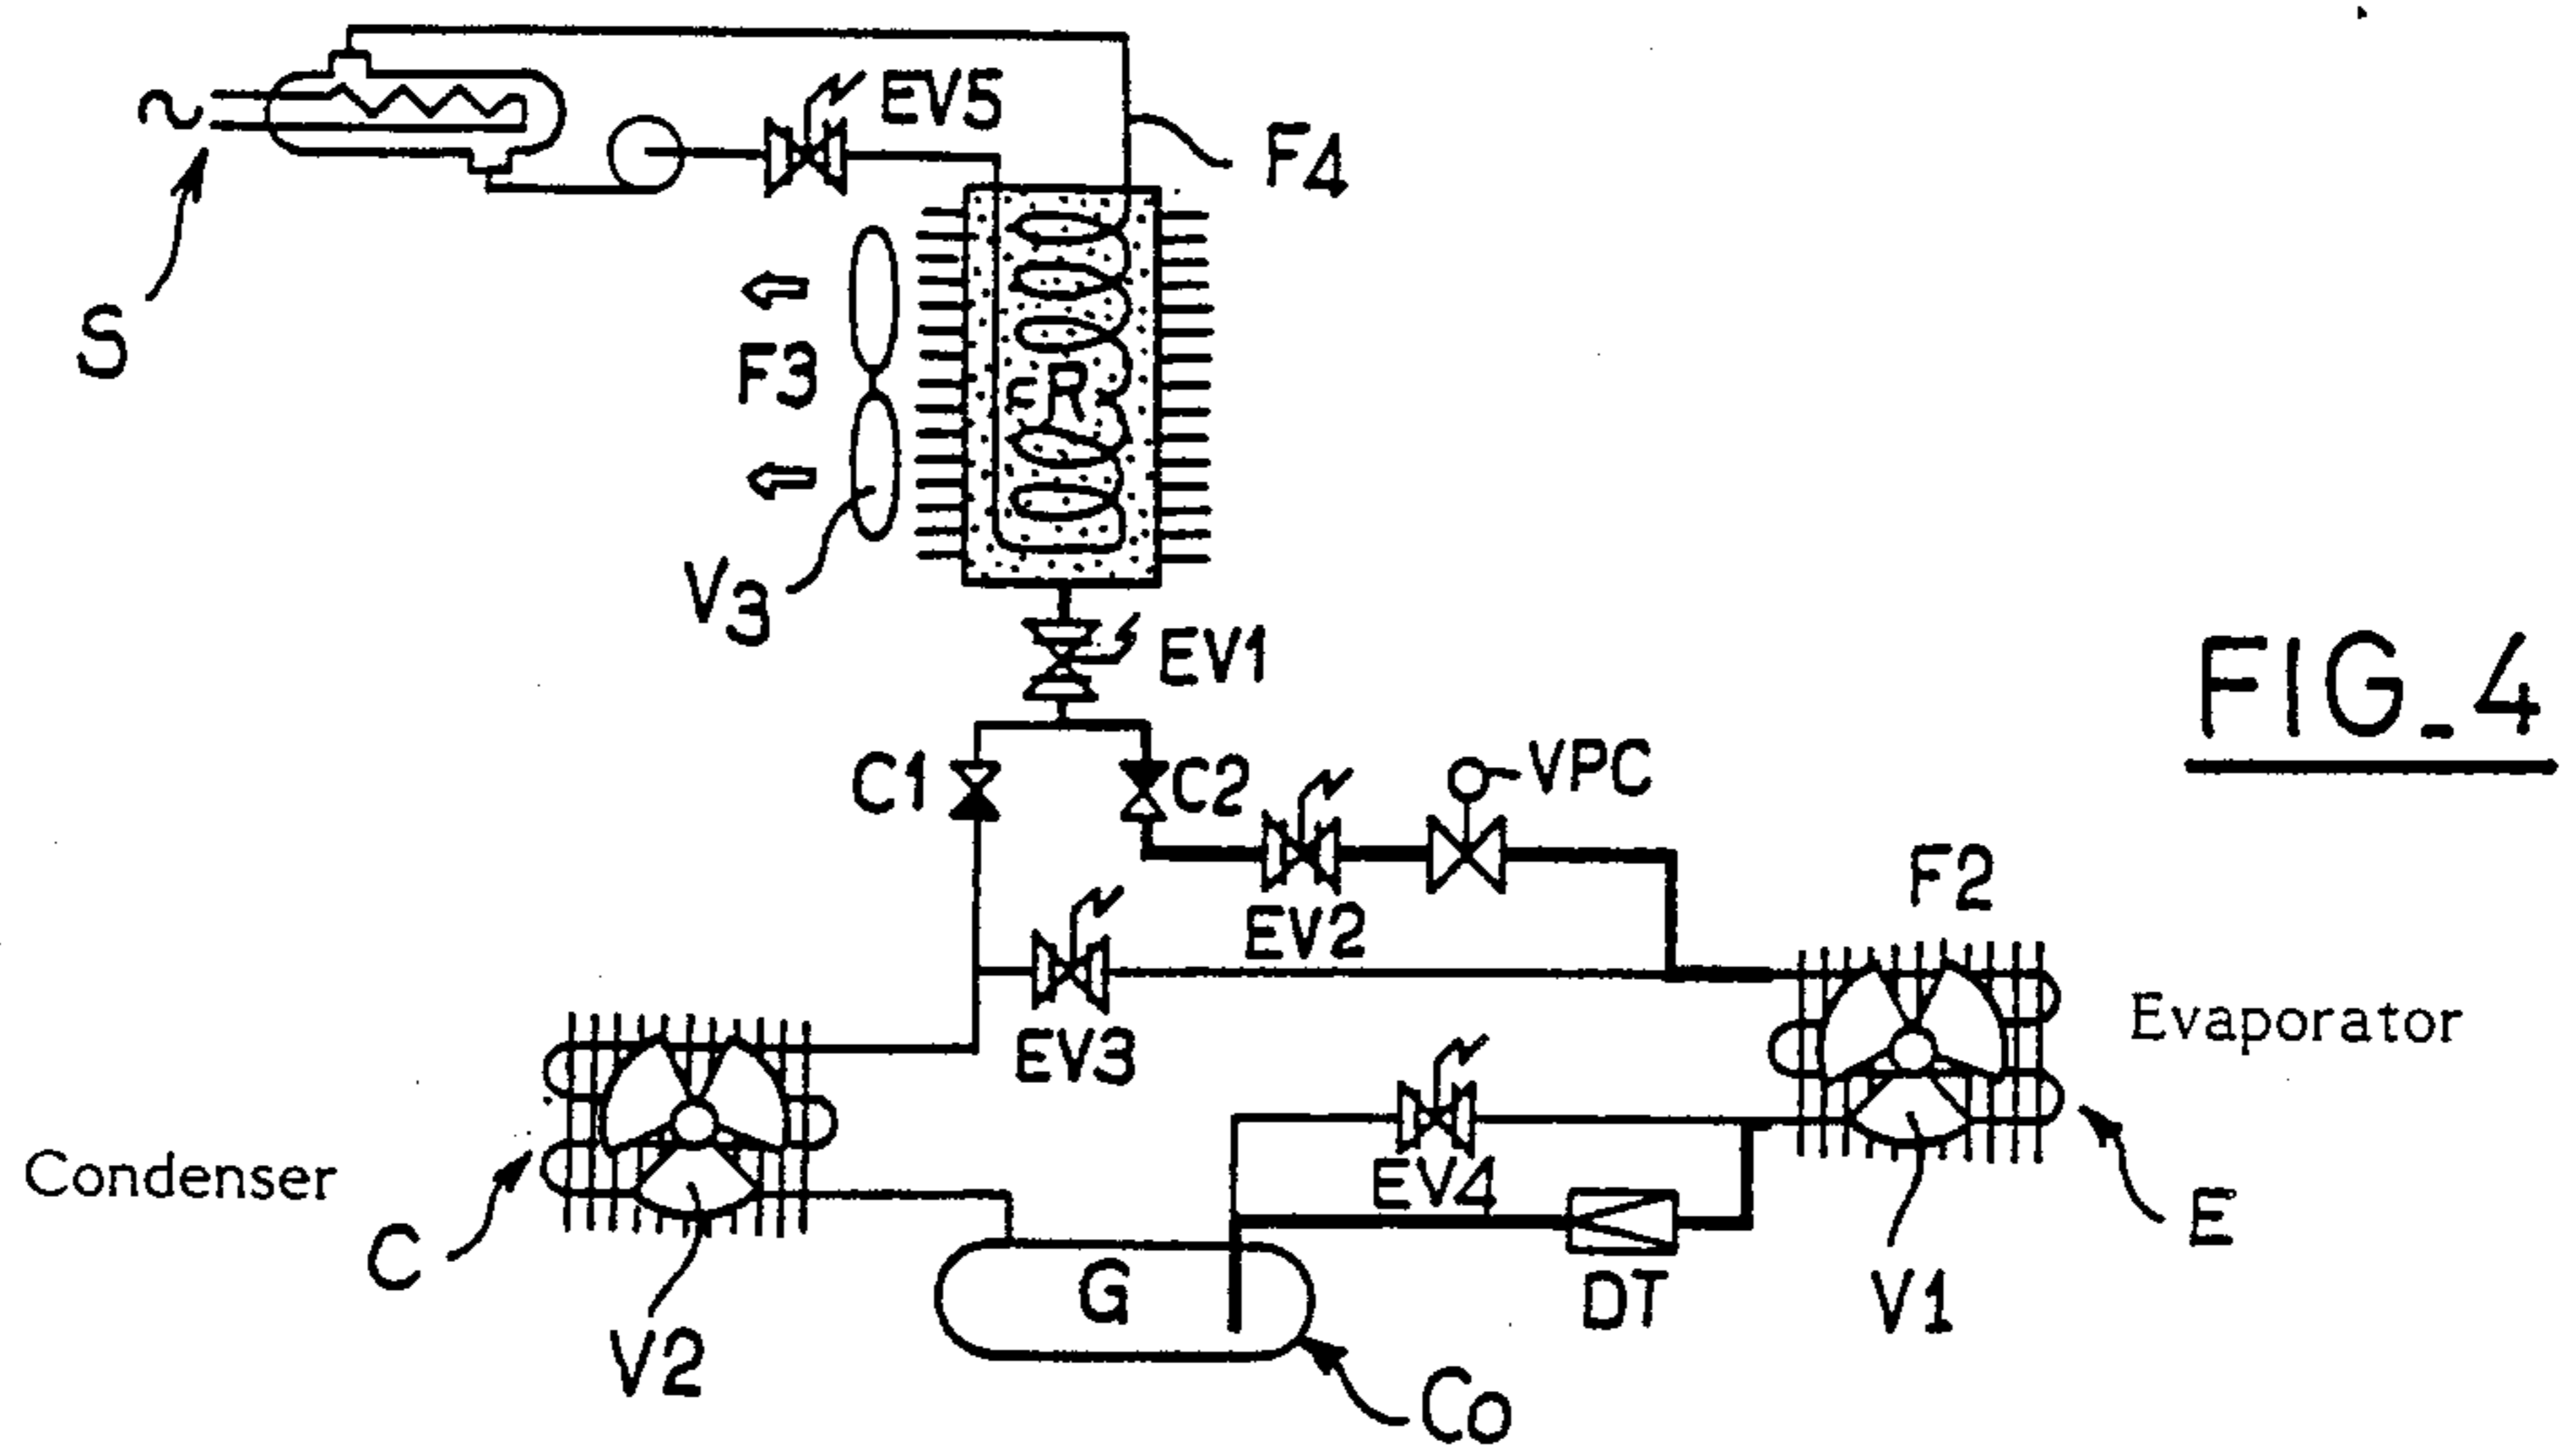 EV5
F4
S
F3
R
V3
EV1
FIG_4
C1
C2
VPC
EV2
F2
Evaporator
EV3
EV4
Condenser
C
E
G
DT
V1
V2
Co